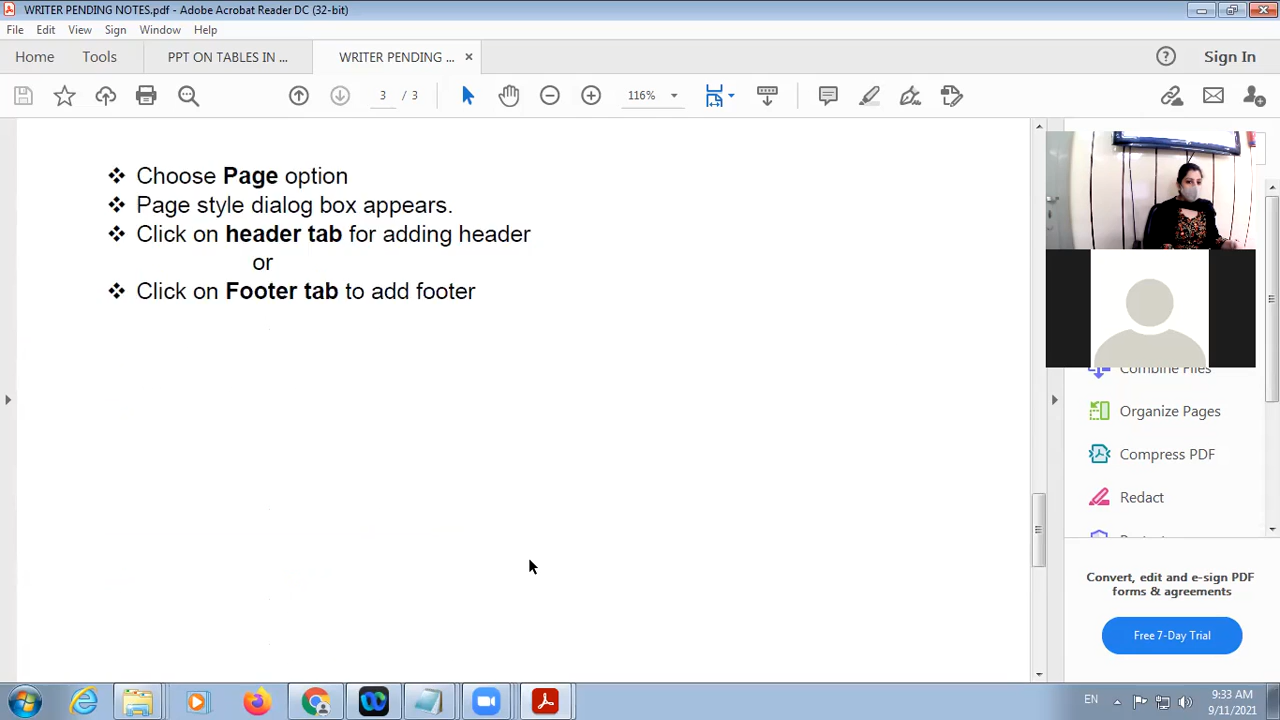 WRITER PENDING NOTES.pdf - Adobe Acrobat Reader DC (32-bit)
File Edit View Sign Window Help
Home Tools PPT ON TABLES IN ... WRITER PENDING ... × Sign In
3 / 3 116%
❖ Choose Page option
❖ Page style dialog box appears.
❖ Click on header tab for adding header
or
❖ Click on Footer tab to add footer
Combine Files
Organize Pages
Compress PDF
Redact
Convert, edit and e-sign PDF
forms & agreements
Free 7-Day Trial
EN 9:33 AM
9/11/2021